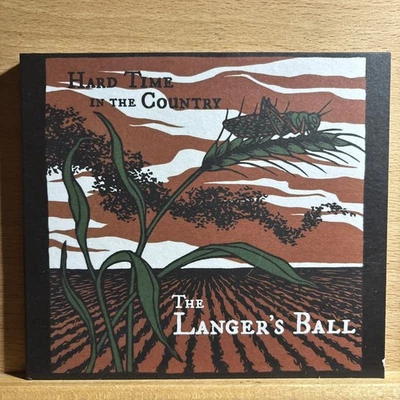 Hard Time
in the Country
The
Langer's Ball